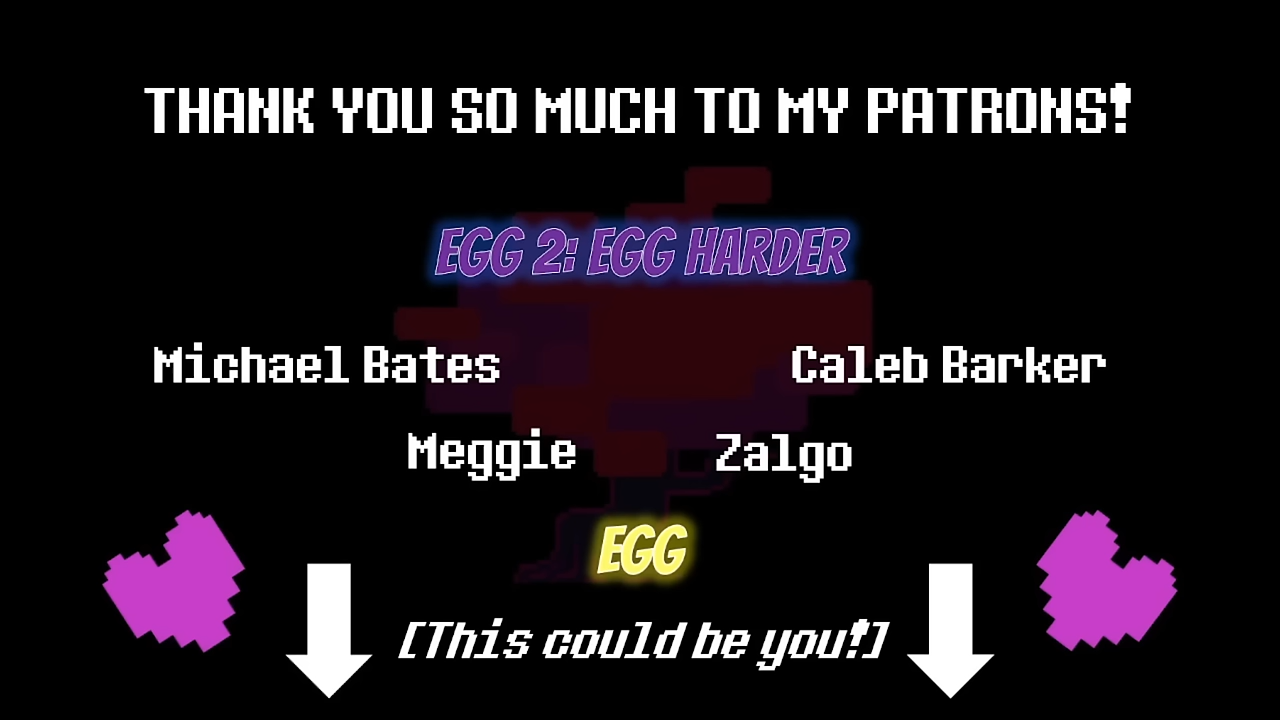 THANK YOU SO MUCH TO MY PATRONS!
EGG 2: EGG HARDER
Michael Bates Caleb Barker
Meggie Zalgo
EGG
[This could be you!]